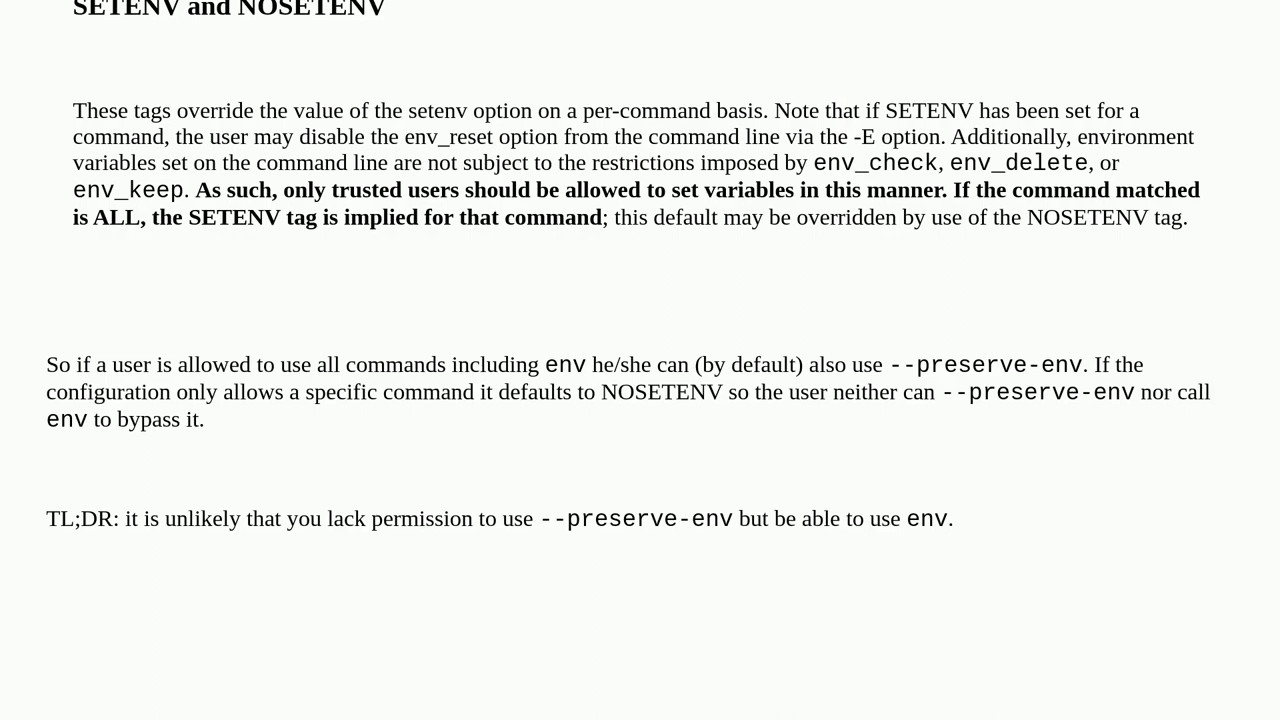 SETENV and NOSETENV
These tags override the value of the setenv option on a per-command basis. Note that if SETENV has been set for a
command, the user may disable the env_reset option from the command line via the -E option. Additionally, environment
variables set on the command line are not subject to the restrictions imposed by env_check, env_delete, or
env_keep. As such, only trusted users should be allowed to set variables in this manner. If the command matched
is ALL, the SETENV tag is implied for that command; this default may be overridden by use of the NOSETENV tag.
So if a user is allowed to use all commands including env he/she can (by default) also use --preserve-env. If the
configuration only allows a specific command it defaults to NOSETENV so the user neither can --preserve-env nor call
env to bypass it.
TL;DR: it is unlikely that you lack permission to use --preserve-env but be able to use env.